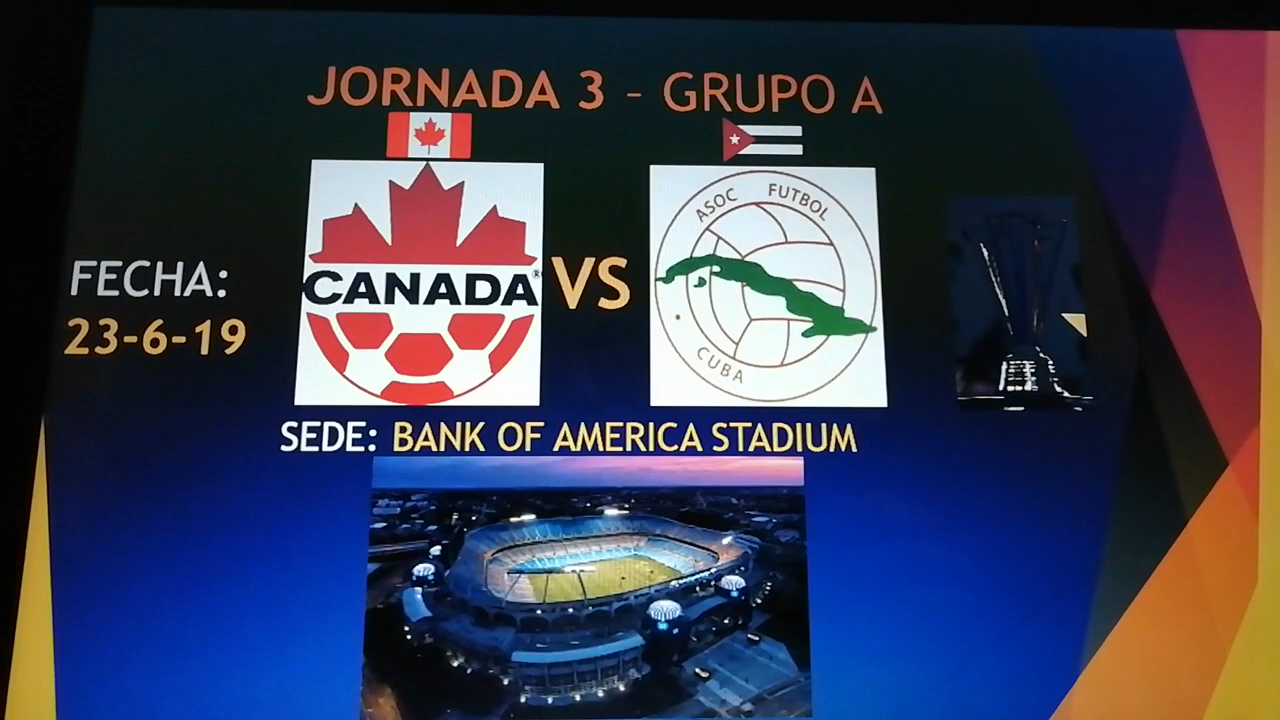 JORNADA 3 - GRUPO A
FECHA:
23-6-19
CANADA®
VS
ASOC FUTBOL
CUBA
SEDE: BANK OF AMERICA STADIUM